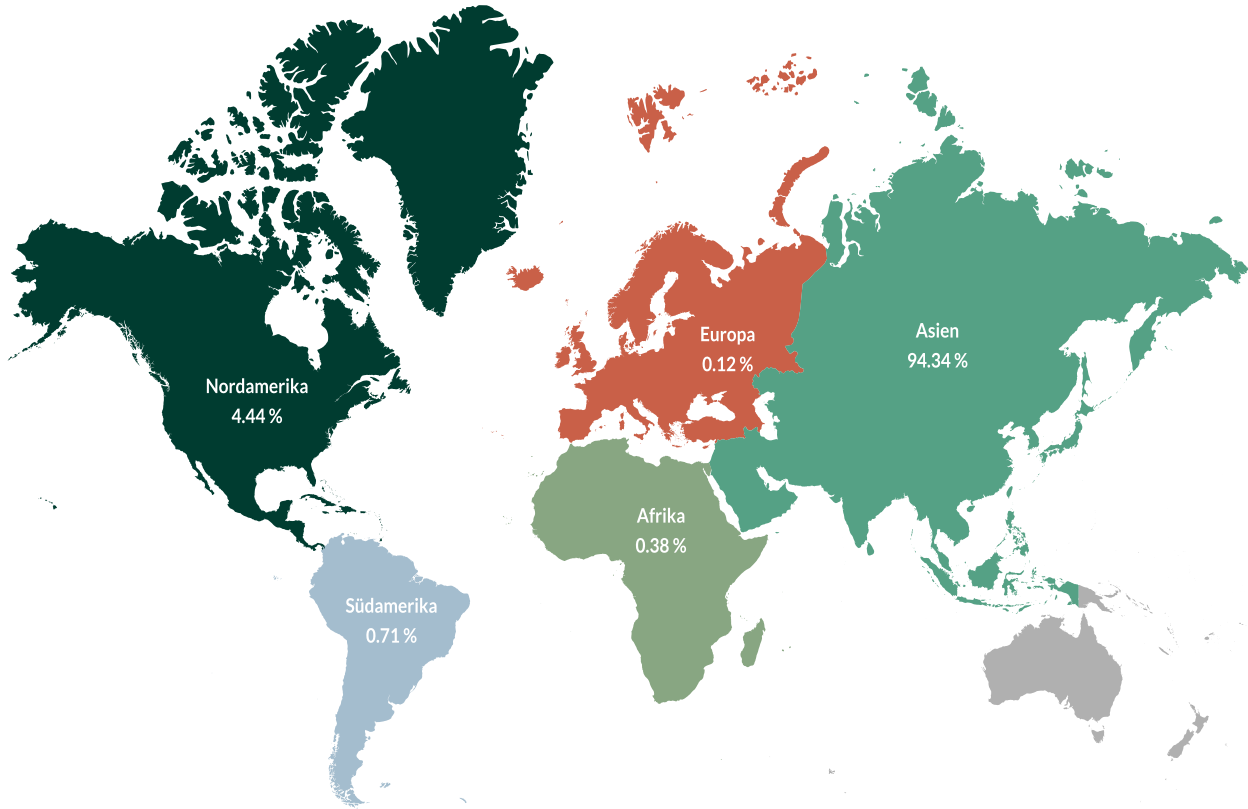 Europa
0.12 %
Asien
94.34 %
Nordamerika
4.44 %
Afrika
0.38 %
Südamerika
0.71 %